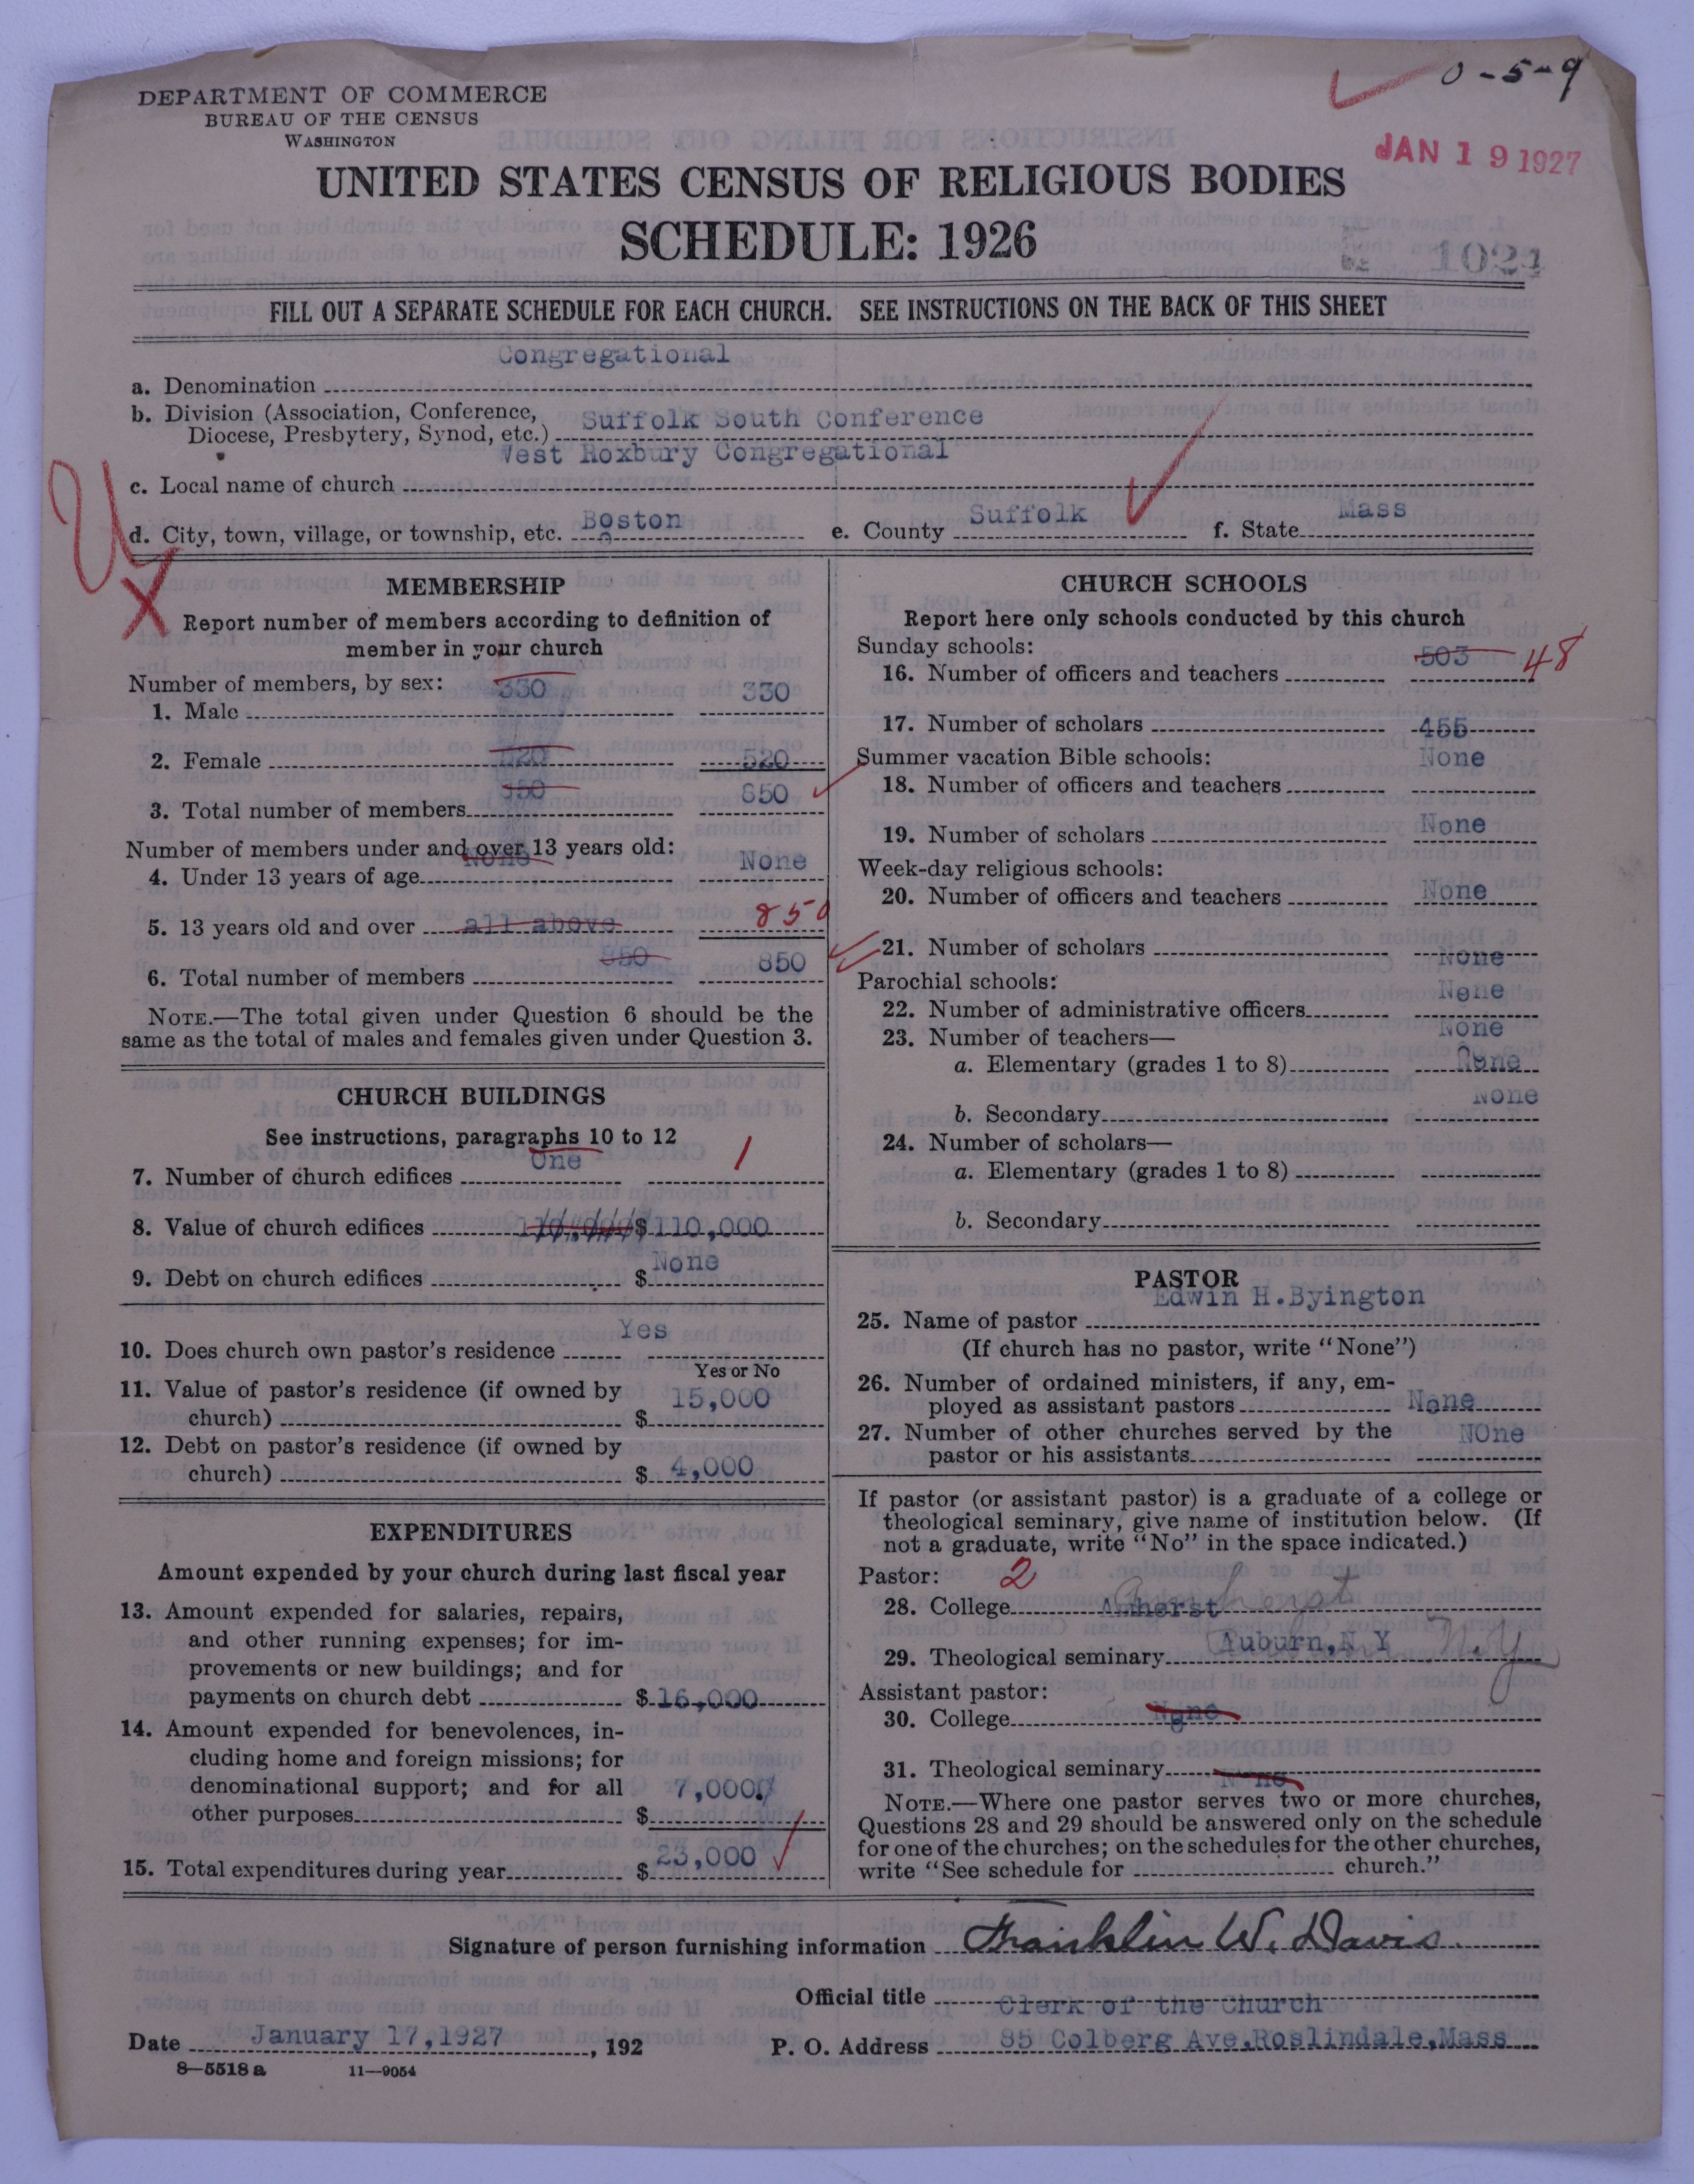 0-5-9
DEPARTMENT OF COMMERCE
BUREAU OF THE CENSUS
WASHINGTON
JAN 19 1927
UNITED STATES CENSUS OF RELIGIOUS BODIES
SCHEDULE: 1926
FILL OUT A SEPARATE SCHEDULE FOR EACH CHURCH. SEE INSTRUCTIONS ON THE BACK OF THIS SHEET
a. Denomination Congregational
b. Division (Association, Conference,
Diocese, Presbytery, Synod, etc.) Suffolk South Conference
c. Local name of church West Roxbury Congregational
d. City, town, village, or township, etc. Boston e. County Suffolk f. State Mass
MEMBERSHIP
Report number of members according to definition of
member in your church
Number of members, by sex:
1. Male 330 330
2. Female 520 520
3. Total number of members 350 850
Number of members under and over 13 years old:
4. Under 13 years of age None None
5. 13 years old and over all above 850
6. Total number of members 850 850
NOTE.—The total given under Question 6 should be the
same as the total of males and females given under Question 3.
CHURCH BUILDINGS
See instructions, paragraphs 10 to 12
7. Number of church edifices One 1
8. Value of church edifices $110,000
9. Debt on church edifices $ None
10. Does church own pastor's residence Yes
Yes or No
11. Value of pastor's residence (if owned by
church) $ 15,000
12. Debt on pastor's residence (if owned by
church) $ 4,000
EXPENDITURES
Amount expended by your church during last fiscal year
13. Amount expended for salaries, repairs,
and other running expenses; for im-
provements or new buildings; and for
payments on church debt $ 16,000
14. Amount expended for benevolences, in-
cluding home and foreign missions; for
denominational support; and for all
other purposes $ 7,000.
15. Total expenditures during year $ 23,000
CHURCH SCHOOLS
Report here only schools conducted by this church
Sunday schools:
16. Number of officers and teachers 503 48
17. Number of scholars 455
Summer vacation Bible schools:
18. Number of officers and teachers None
19. Number of scholars None
Week-day religious schools:
20. Number of officers and teachers None
21. Number of scholars None
Parochial schools:
22. Number of administrative officers None
23. Number of teachers— None
a. Elementary (grades 1 to 8) None
b. Secondary None
24. Number of scholars—
a. Elementary (grades 1 to 8)
b. Secondary
PASTOR
25. Name of pastor Edwin H.Byington
(If church has no pastor, write "None")
26. Number of ordained ministers, if any, em-
ployed as assistant pastors None
27. Number of other churches served by the
pastor or his assistants NOne
If pastor (or assistant pastor) is a graduate of a college or
theological seminary, give name of institution below. (If
not a graduate, write "No" in the space indicated.)
Pastor: 2
28. College Amherst Amherst
29. Theological seminary Auburn,N Y
Assistant pastor:
30. College None
31. Theological seminary
NOTE.—Where one pastor serves two or more churches,
Questions 28 and 29 should be answered only on the schedule
for one of the churches; on the schedules for the other churches,
write "See schedule for church."
Signature of person furnishing information Franklin W. Davis.
Official title Clerk of the Church
Date January 17,1927, 192 P. O. Address 85 Colberg Ave,Roslindale,Mass
8—5518 a 11—9054